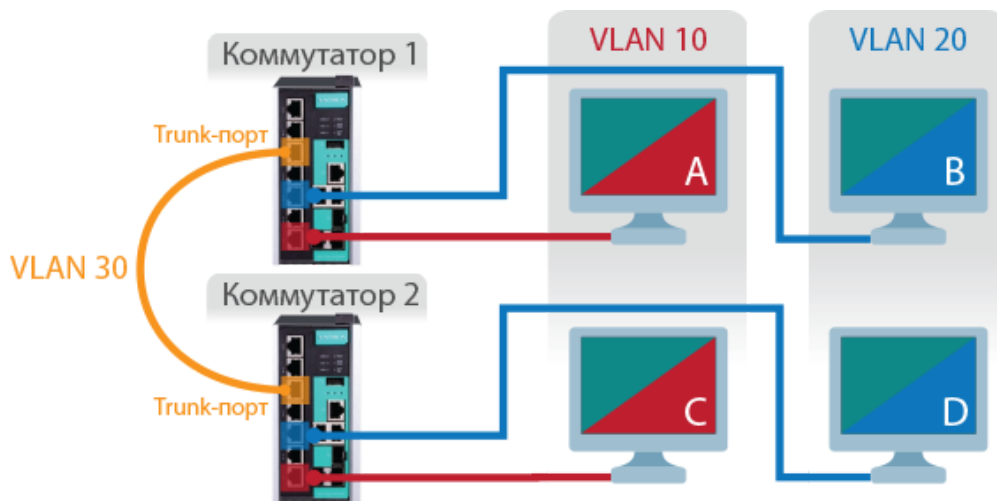 Коммутатор 1
VLAN 10
VLAN 20
Trunk-порт
A
B
VLAN 30
Коммутатор 2
Trunk-порт
C
D